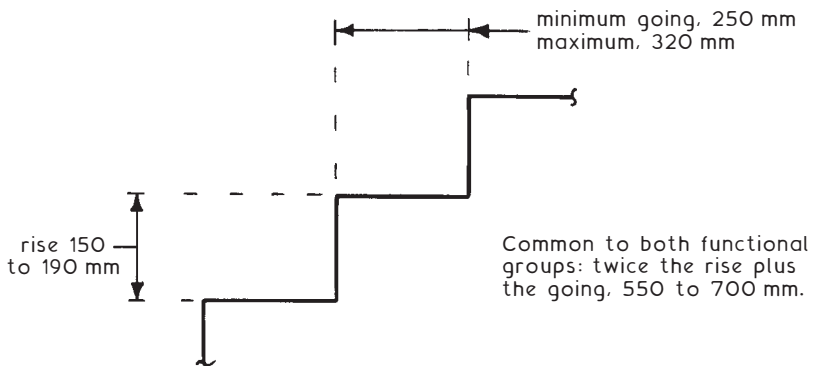 minimum going, 250 mm
maximum, 320 mm
rise 150
to 190 mm
Common to both functional
groups: twice the rise plus
the going, 550 to 700 mm.